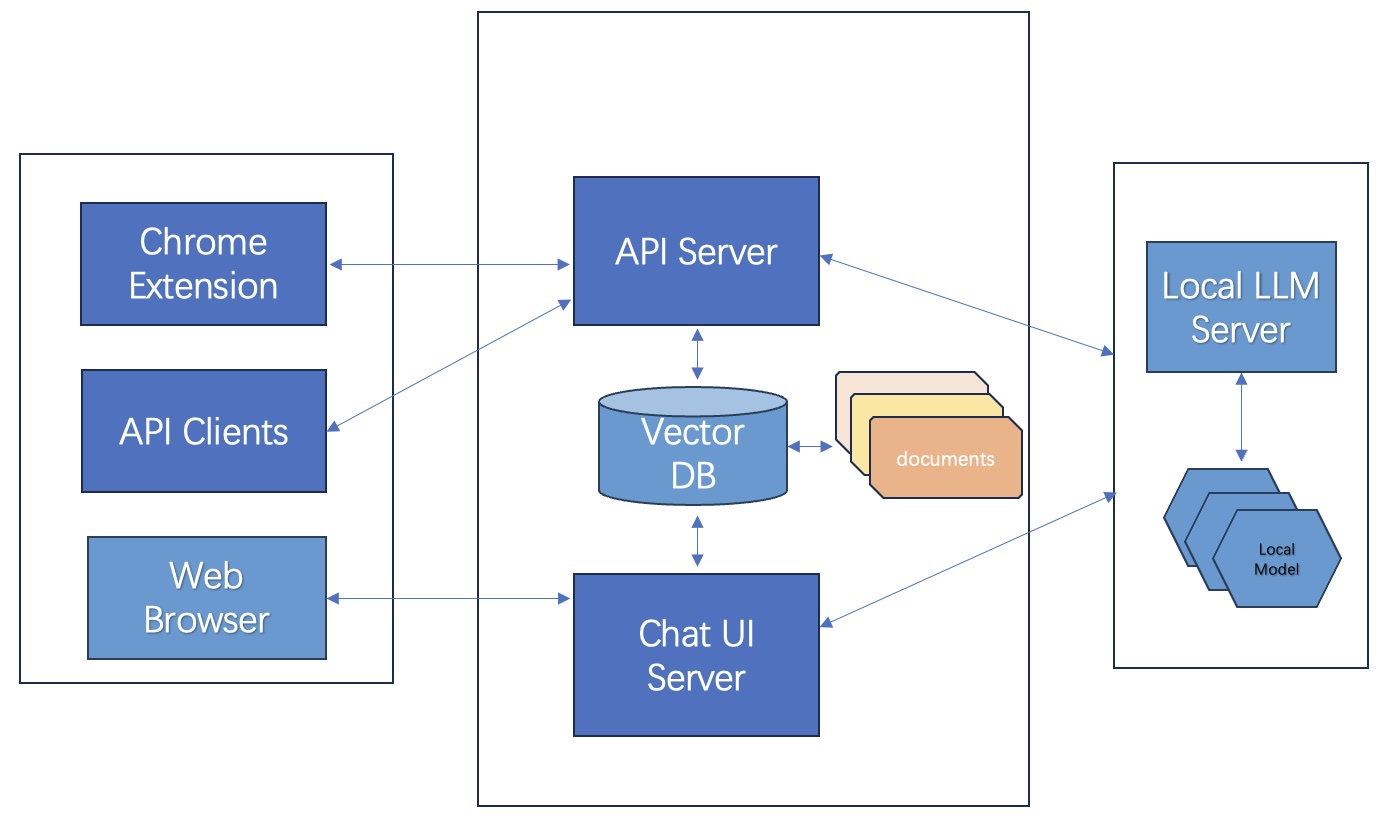 Chrome
Extension
API Clients
Web
Browser
API Server
Vector
DB
documents
Chat UI
Server
Local LLM
Server
Local
Model